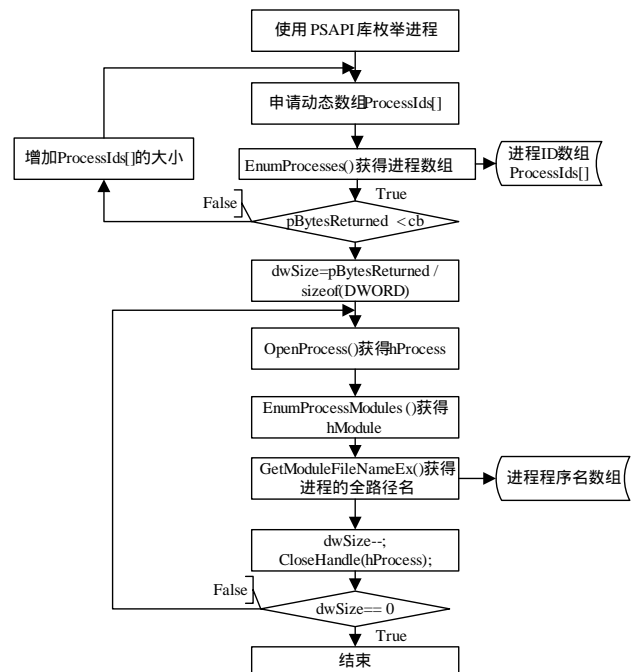 使用 PSAPI 库枚举进程
申请动态数组ProcessIds[]
增加ProcessIds[]的大小
EnumProcesses()获得进程数组
进程ID数组
ProcessIds[]
True
False
pBytesReturned <cb
dwSize=pBytesReturned /
sizeof(DWORD)
OpenProcess()获得hProcess
EnumProcessModules ()获得
hModule
GetModuleFileNameEx()获得
进程的全路径名
进程程序名数组
dwSize--;
CloseHandle(hProcess);
False
dwSize== 0
True
结束